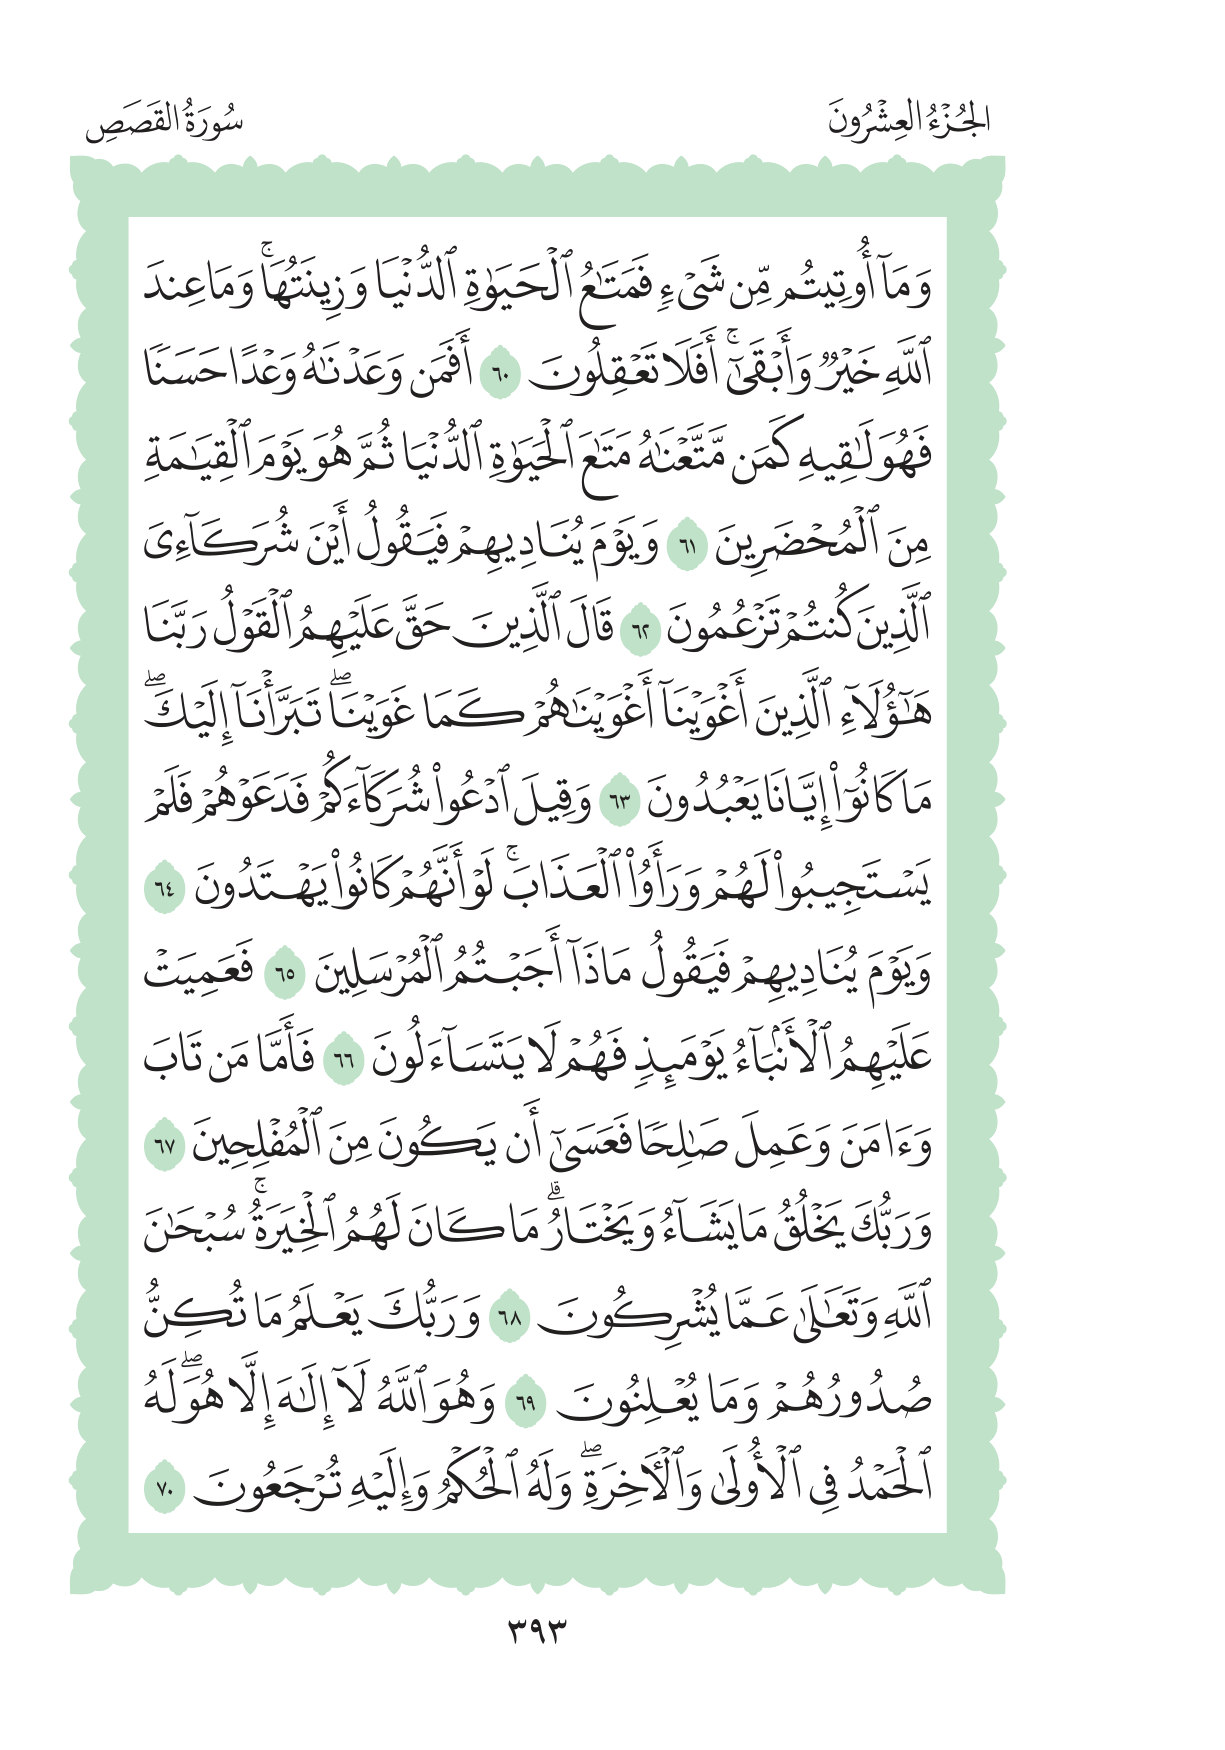 الجُزْءُ العِشْرُونَ
سُورَةُ القَصَصِ
وَمَآ أُوتِيتُم مِّن شَىْءٍ فَمَتَـٰعُ ٱلْحَيَوٰةِ ٱلدُّنْيَا وَزِينَتُهَا ۚ وَمَا عِندَ
ٱللَّهِ خَيْرٌ وَأَبْقَىٰٓ ۚ أَفَلَا تَعْقِلُونَ ٦٠ أَفَمَن وَعَدْنَـٰهُ وَعْدًا حَسَنًا
فَهُوَ لَـٰقِيهِ كَمَن مَّتَّعْنَـٰهُ مَتَـٰعَ ٱلْحَيَوٰةِ ٱلدُّنْيَا ثُمَّ هُوَ يَوْمَ ٱلْقِيَـٰمَةِ
مِنَ ٱلْمُحْضَرِينَ ٦١ وَيَوْمَ يُنَادِيهِمْ فَيَقُولُ أَيْنَ شُرَكَآءِىَ
ٱلَّذِينَ كُنتُمْ تَزْعُمُونَ ٦٢ قَالَ ٱلَّذِينَ حَقَّ عَلَيْهِمُ ٱلْقَوْلُ رَبَّنَا
هَـٰٓؤُلَآءِ ٱلَّذِينَ أَغْوَيْنَآ أَغْوَيْنَـٰهُمْ كَمَا غَوَيْنَا ۖ تَبَرَّأْنَآ إِلَيْكَ ۖ
مَا كَانُوٓا۟ إِيَّانَا يَعْبُدُونَ ٦٣ وَقِيلَ ٱدْعُوا۟ شُرَكَآءَكُمْ فَدَعَوْهُمْ فَلَمْ
يَسْتَجِيبُوا۟ لَهُمْ وَرَأَوُا۟ ٱلْعَذَابَ ۚ لَوْ أَنَّهُمْ كَانُوا۟ يَهْتَدُونَ ٦٤
وَيَوْمَ يُنَادِيهِمْ فَيَقُولُ مَاذَآ أَجَبْتُمُ ٱلْمُرْسَلِينَ ٦٥ فَعَمِيَتْ
عَلَيْهِمُ ٱلْأَنۢبَآءُ يَوْمَئِذٍ فَهُمْ لَا يَتَسَآءَلُونَ ٦٦ فَأَمَّا مَن تَابَ
وَءَامَنَ وَعَمِلَ صَـٰلِحًا فَعَسَىٰٓ أَن يَكُونَ مِنَ ٱلْمُفْلِحِينَ ٦٧
وَرَبُّكَ يَخْلُقُ مَا يَشَآءُ وَيَخْتَارُ ۗ مَا كَانَ لَهُمُ ٱلْخِيَرَةُ ۚ سُبْحَـٰنَ
ٱللَّهِ وَتَعَـٰلَىٰ عَمَّا يُشْرِكُونَ ٦٨ وَرَبُّكَ يَعْلَمُ مَا تُكِنُّ
صُدُورُهُمْ وَمَا يُعْلِنُونَ ٦٩ وَهُوَ ٱللَّهُ لَآ إِلَـٰهَ إِلَّا هُوَ ۖ لَهُ
ٱلْحَمْدُ فِى ٱلْأُولَىٰ وَٱلْـَٔاخِرَةِ ۖ وَلَهُ ٱلْحُكْمُ وَإِلَيْهِ تُرْجَعُونَ ٧٠
٣٩٣